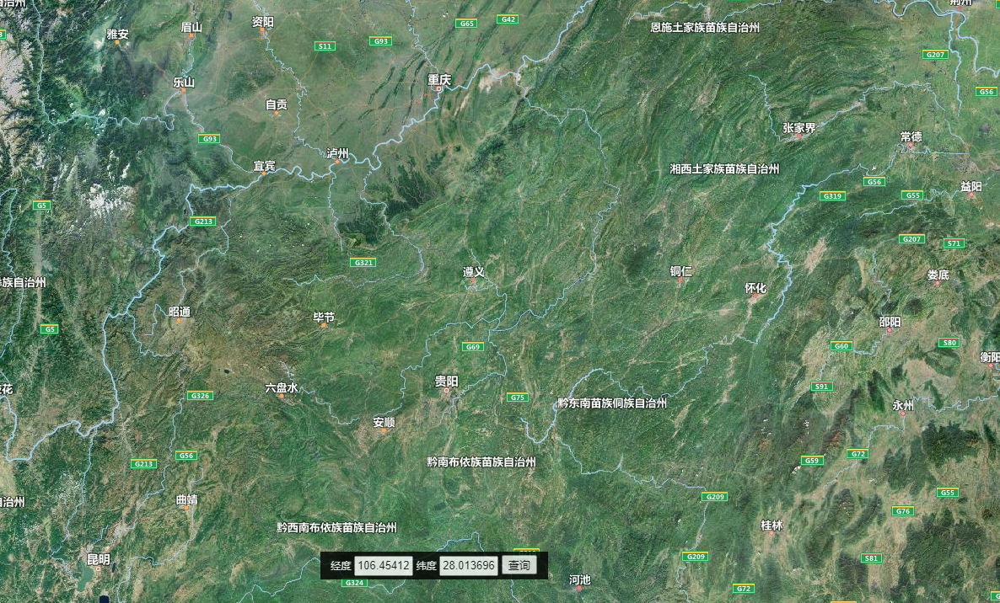 自治州
恩施土家族苗族自治州
荆州
资阳
眉山
雅安
G65
G42
G93
S11
G207
重庆
乐山
G56
自贡
张家界
常德
G93
泸州
宜宾
湘西土家族苗族自治州
G56
益阳
G319
G55
G5
G213
G207
S71
G321
遵义
铜仁
娄底
族自治州
怀化
昭通
毕节
邵阳
G5
G69
G60
S80
衡阳
贵阳
六盘水
花
S91
G326
G75
黔东南苗族侗族自治州
永州
安顺
G56
G72
G213
黔南布依族苗族自治州
G59
G55
自治州
曲靖
G209
G76
桂林
黔西南布依族苗族自治州
昆明
G209
S81
经度 106.45412 纬度 28.013696 查询
河池
G324
G72